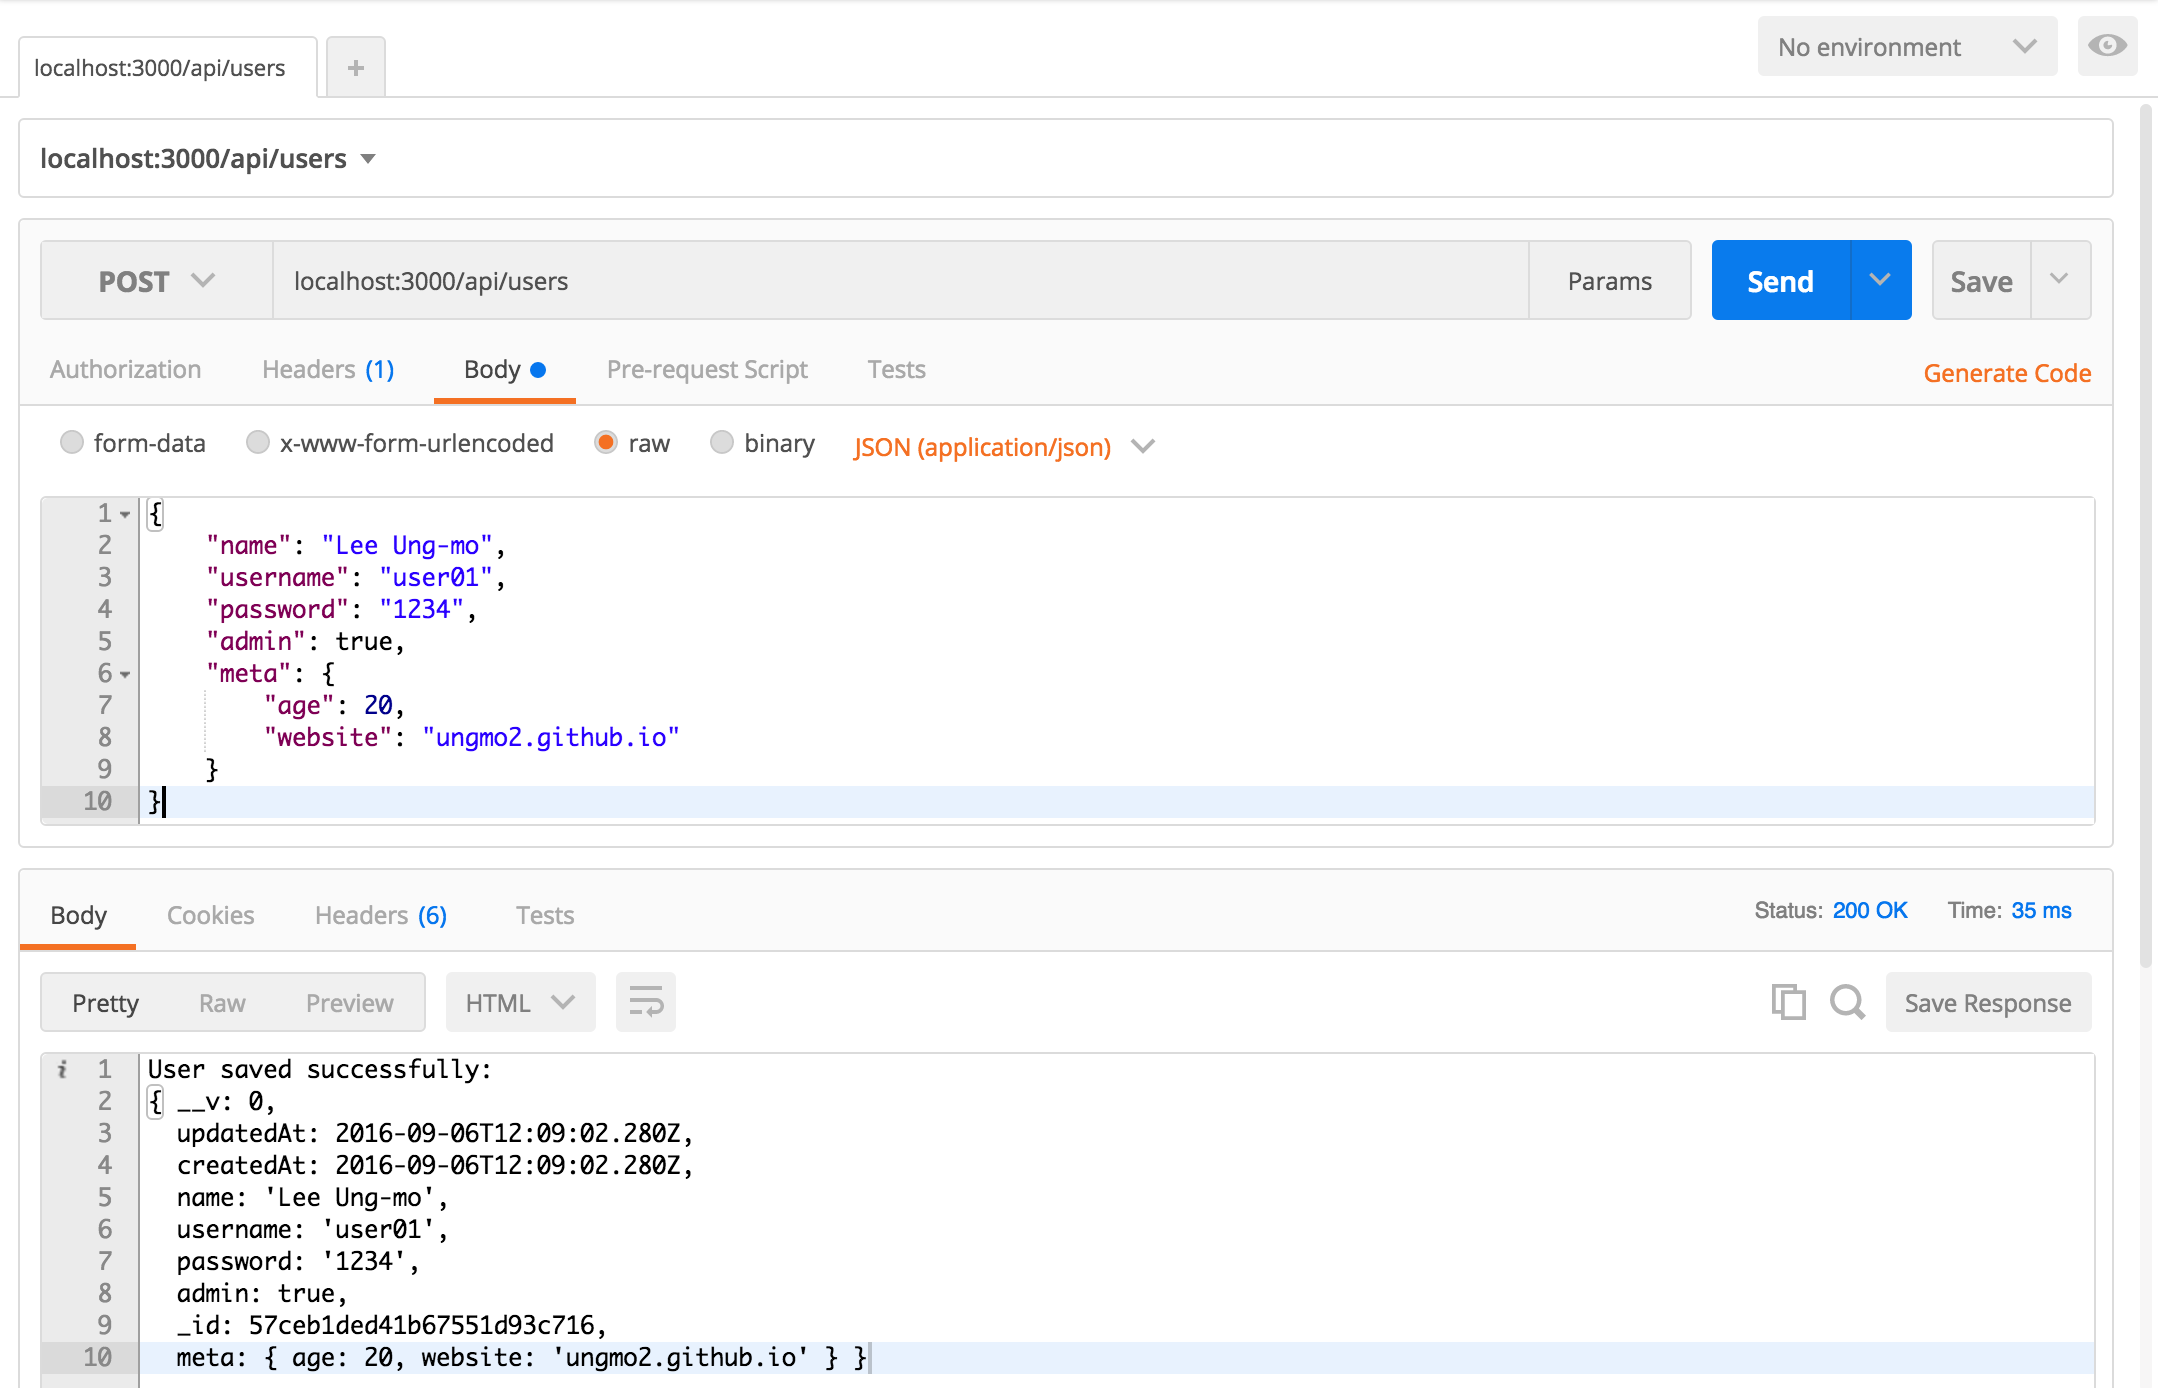 localhost:3000/api/users +
No environment
localhost:3000/api/users
POST localhost:3000/api/users Params Send Save
Authorization Headers (1) Body Pre-request Script Tests Generate Code
form-data x-www-form-urlencoded raw binary JSON (application/json)
1 {
2 "name": "Lee Ung-mo",
3 "username": "user01",
4 "password": "1234",
5 "admin": true,
6 "meta": {
7 "age": 20,
8 "website": "ungmo2.github.io"
9 }
10 }
Body Cookies Headers (6) Tests Status: 200 OK Time: 35 ms
Pretty Raw Preview HTML Save Response
i 1 User saved successfully:
2 { __v: 0,
3 updatedAt: 2016-09-06T12:09:02.280Z,
4 createdAt: 2016-09-06T12:09:02.280Z,
5 name: 'Lee Ung-mo',
6 username: 'user01',
7 password: '1234',
8 admin: true,
9 _id: 57ceb1ded41b67551d93c716,
10 meta: { age: 20, website: 'ungmo2.github.io' } }